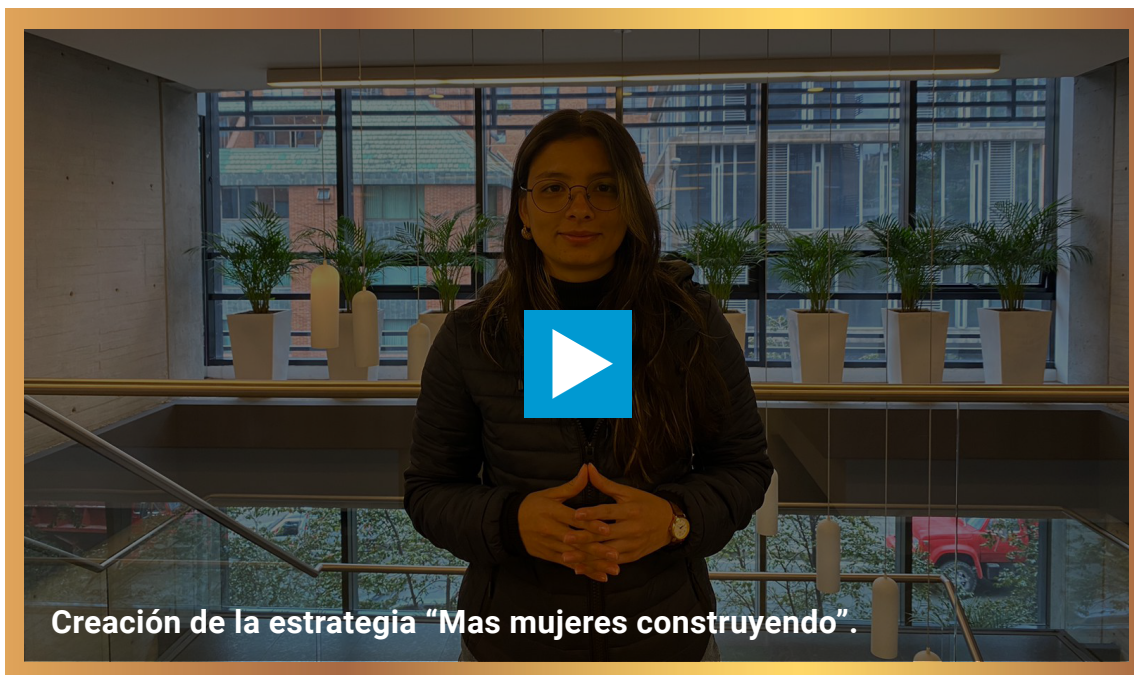 Creación de la estrategia “Mas mujeres construyendo”.